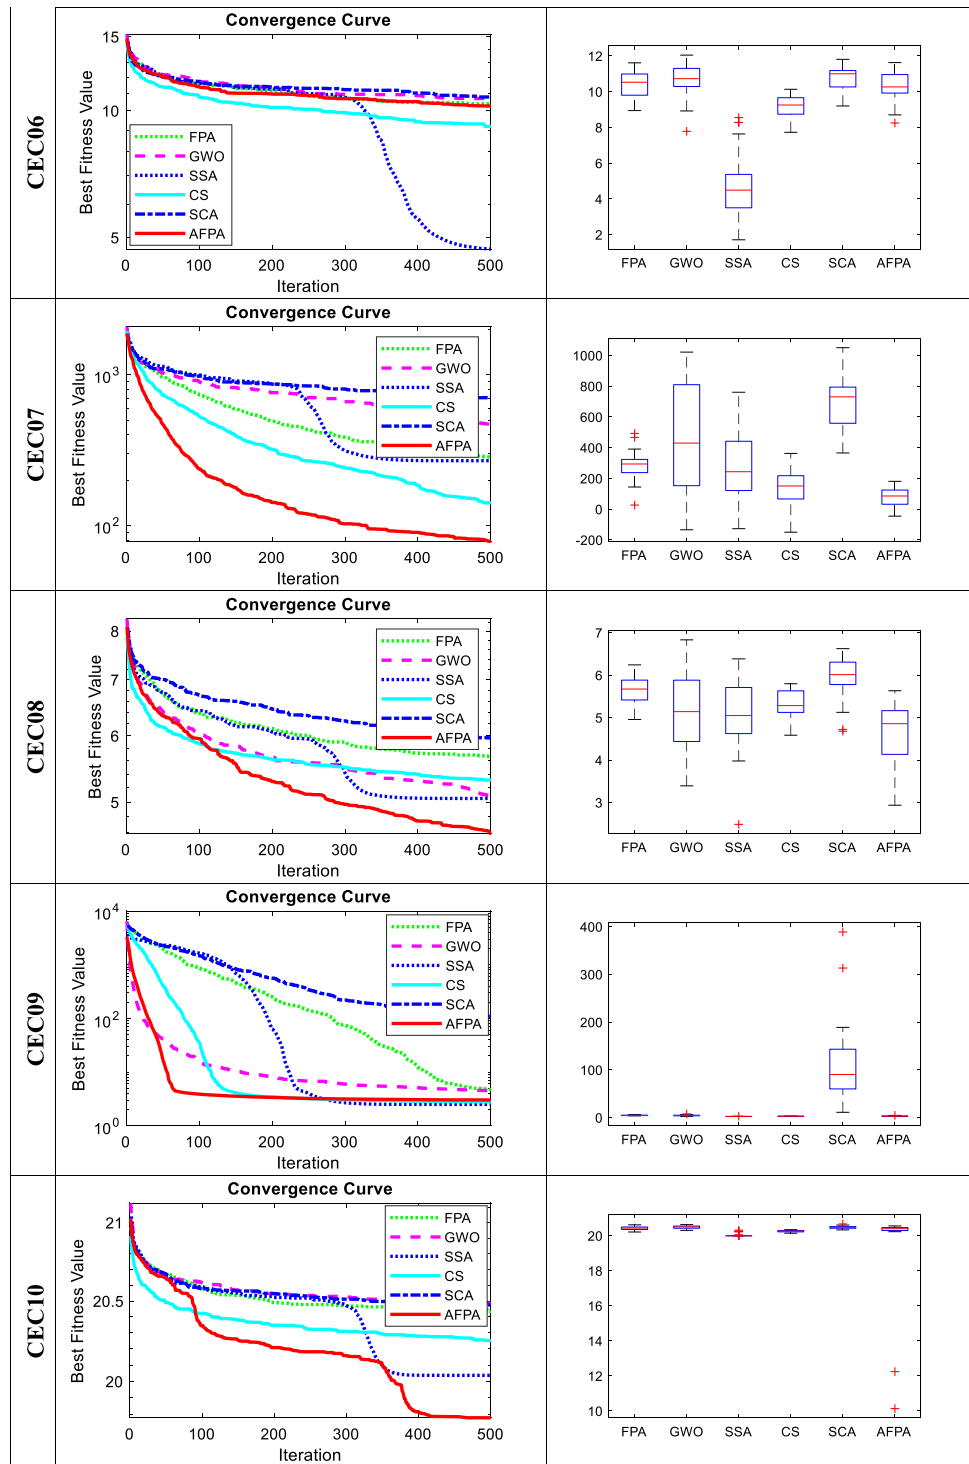 CEC06
Convergence Curve
Best Fitness Value
15
10
5
FPA
GWO
SSA
CS
SCA
AFPA
0 100 200 300 400 500
Iteration
12
10
8
6
4
2
FPA GWO SSA CS SCA AFPA
CEC07
Convergence Curve
Best Fitness Value
10^3
10^2
FPA
GWO
SSA
CS
SCA
AFPA
0 100 200 300 400 500
Iteration
1000
800
600
400
200
0
-200
FPA GWO SSA CS SCA AFPA
CEC08
Convergence Curve
Best Fitness Value
8
7
6
5
FPA
GWO
SSA
CS
SCA
AFPA
0 100 200 300 400 500
Iteration
7
6
5
4
3
FPA GWO SSA CS SCA AFPA
CEC09
Convergence Curve
Best Fitness Value
10^4
10^2
10^0
FPA
GWO
SSA
CS
SCA
AFPA
0 100 200 300 400 500
Iteration
400
300
200
100
0
FPA GWO SSA CS SCA AFPA
CEC10
Convergence Curve
Best Fitness Value
21
20.5
20
FPA
GWO
SSA
CS
SCA
AFPA
0 100 200 300 400 500
Iteration
20
18
16
14
12
10
FPA GWO SSA CS SCA AFPA